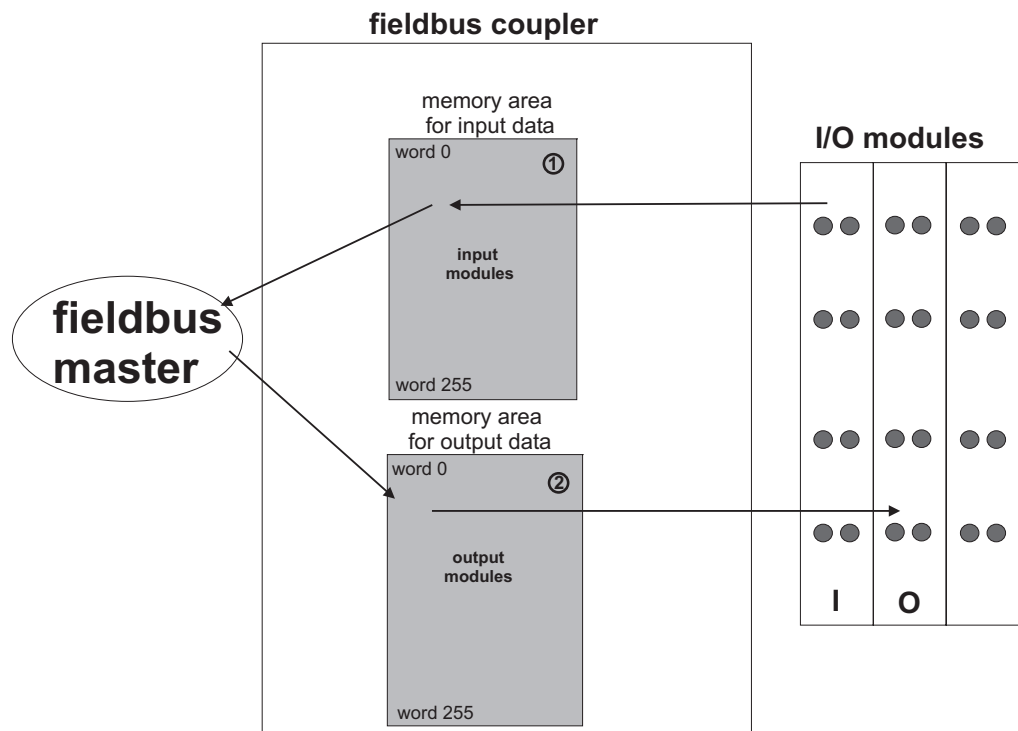 fieldbus coupler
memory area
for input data
word 0
①
input
modules
word 255
I/O modules
fieldbus
master
memory area
for output data
word 0
②
output
modules
word 255
I
O